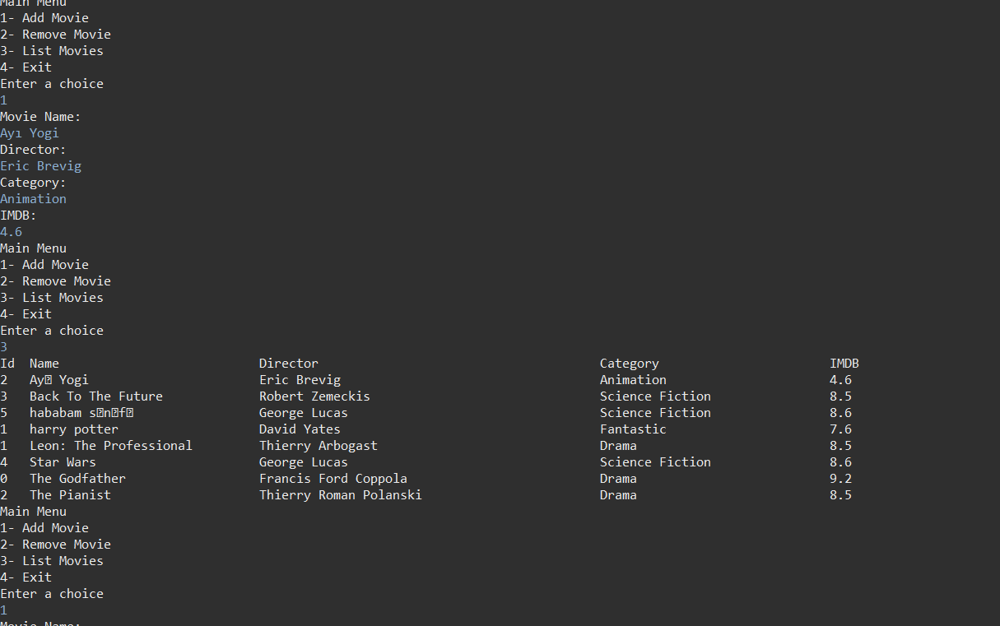 Main Menu
1- Add Movie
2- Remove Movie
3- List Movies
4- Exit
Enter a choice
1
Movie Name:
Ayı Yogi
Director:
Eric Brevig
Category:
Animation
IMDB:
4.6
Main Menu
1- Add Movie
2- Remove Movie
3- List Movies
4- Exit
Enter a choice
3
Id Name Director Category IMDB
2 Ay Yogi Eric Brevig Animation 4.6
3 Back To The Future Robert Zemeckis Science Fiction 8.5
5 hababam s�n�f� George Lucas Science Fiction 8.6
1 harry potter David Yates Fantastic 7.6
1 Leon: The Professional Thierry Arbogast Drama 8.5
4 Star Wars George Lucas Science Fiction 8.6
0 The Godfather Francis Ford Coppola Drama 9.2
2 The Pianist Thierry Roman Polanski Drama 8.5
Main Menu
1- Add Movie
2- Remove Movie
3- List Movies
4- Exit
Enter a choice
1
Movie Name: